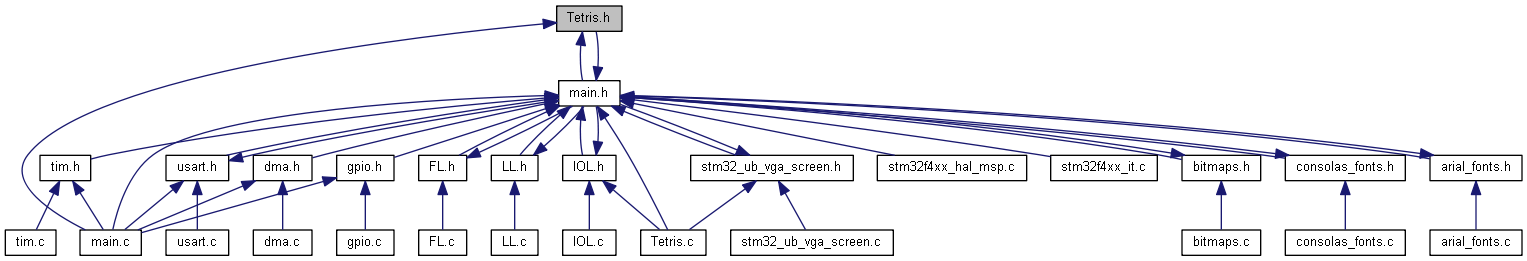 Tetris.h
main.h
tim.h
usart.h
dma.h
gpio.h
FL.h
LL.h
IOL.h
stm32_ub_vga_screen.h
stm32f4xx_hal_msp.c
stm32f4xx_it.c
bitmaps.h
consolas_fonts.h
arial_fonts.h
tim.c
main.c
usart.c
dma.c
gpio.c
FL.c
LL.c
IOL.c
Tetris.c
stm32_ub_vga_screen.c
bitmaps.c
consolas_fonts.c
arial_fonts.c